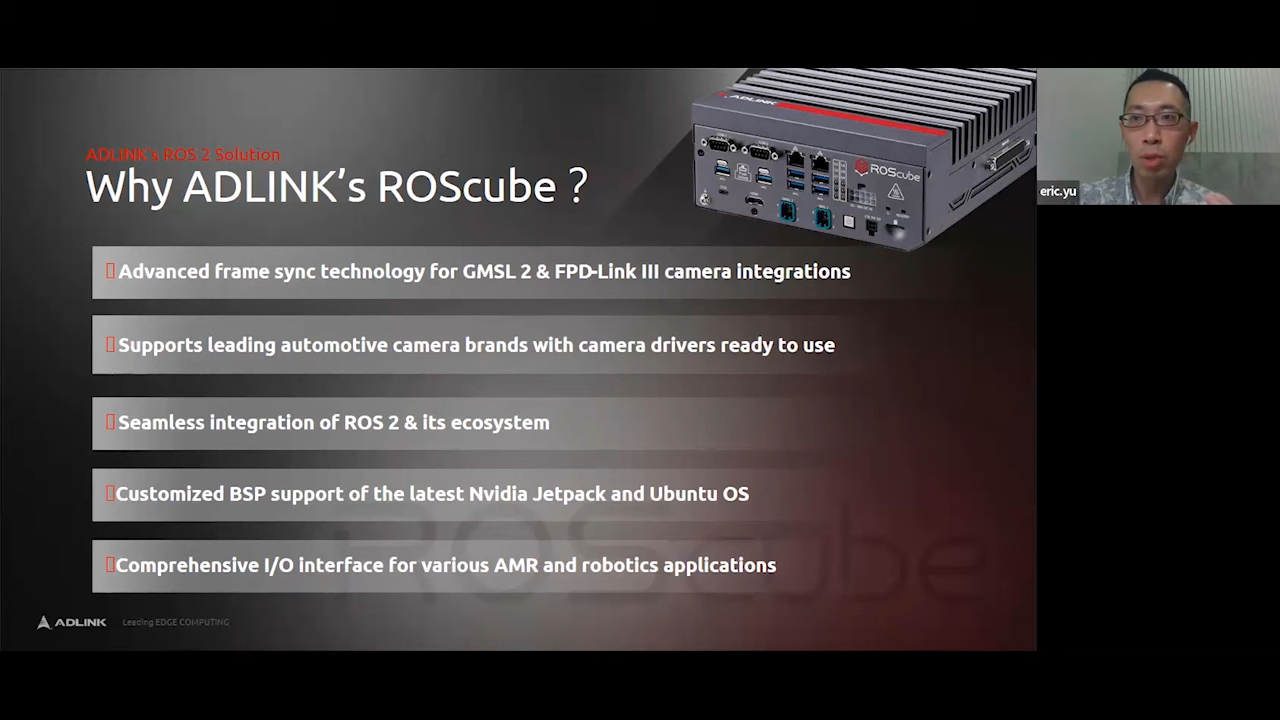 ADLINK's ROS 2 Solution
Why ADLINK's ROScube ?
ADLINK
ROScube
eric.yu
Advanced frame sync technology for GMSL 2 & FPD-Link III camera integrations
Supports leading automotive camera brands with camera drivers ready to use
Seamless integration of ROS 2 & its ecosystem
Customized BSP support of the latest Nvidia Jetpack and Ubuntu OS
Comprehensive I/O interface for various AMR and robotics applications
ROScube
ADLINK Leading EDGE COMPUTING